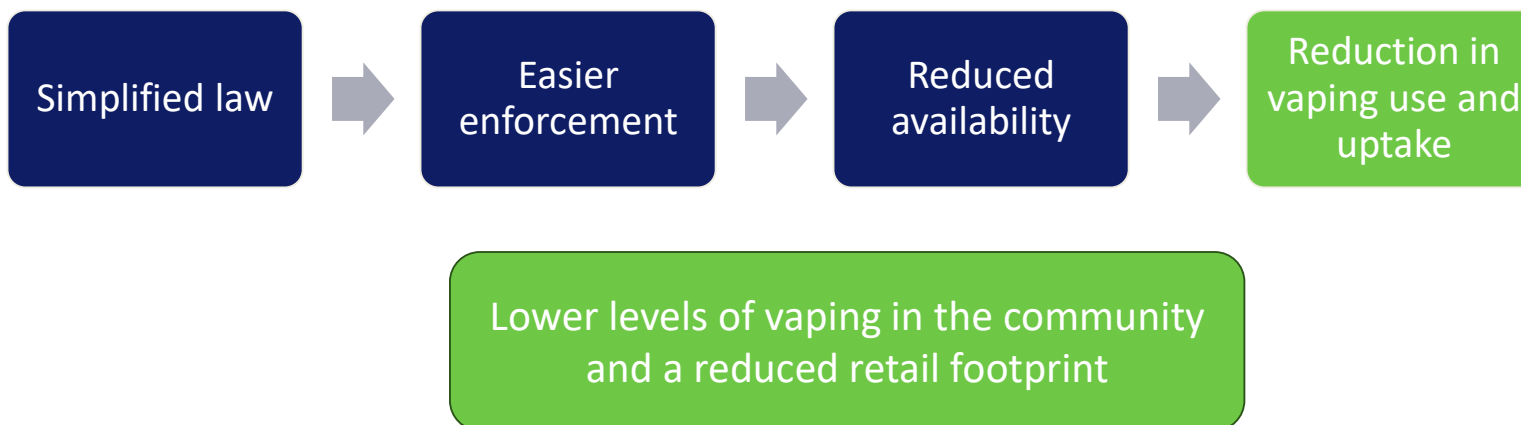 Simplified law
Easier
enforcement
Reduced
availability
Reduction in
vaping use and
uptake
Lower levels of vaping in the community
and a reduced retail footprint